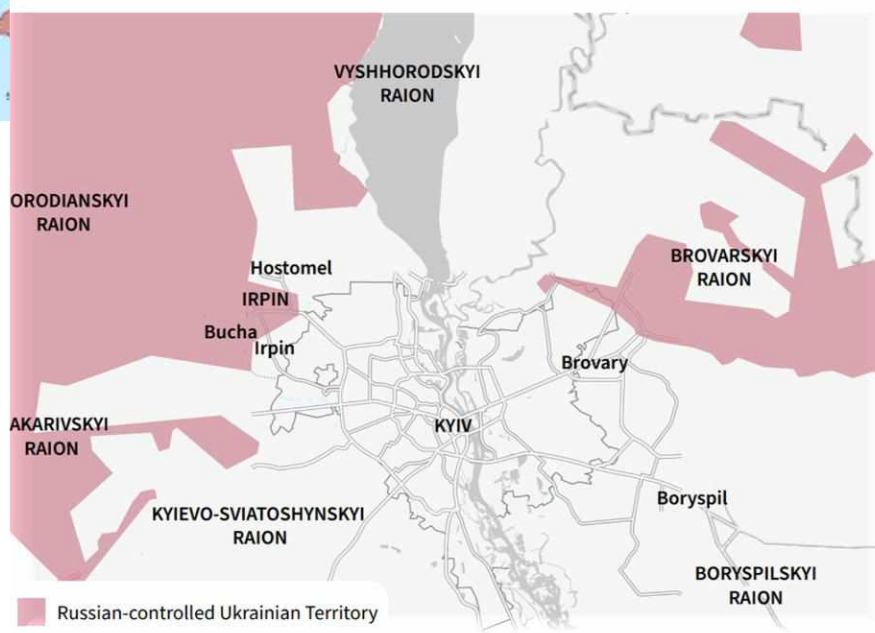 VYSHHORODSKYI
RAION
ORODIANSKYI
RAION
BROVARSKYI
RAION
Hostomel
IRPIN
Bucha
Irpin
Brovary
AKARIVSKYI
RAION
KYIV
Boryspil
KYIEVO-SVIATOSHYNSKYI
RAION
BORYSPILSKYI
RAION
Russian-controlled Ukrainian Territory